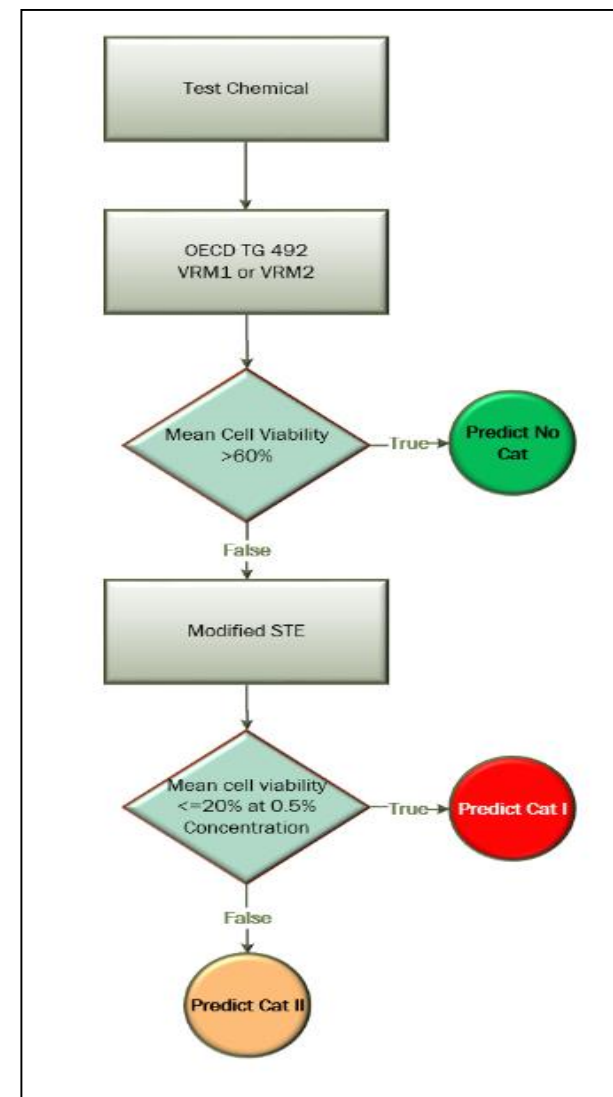 Test Chemical
OECD TG 492
VRM1 or VRM2
Mean Cell Viability
>60%
True
Predict No
Cat
False
Modified STE
Mean cell viability
<=20% at 0.5%
Concentration
True
Predict Cat I
False
Predict Cat II